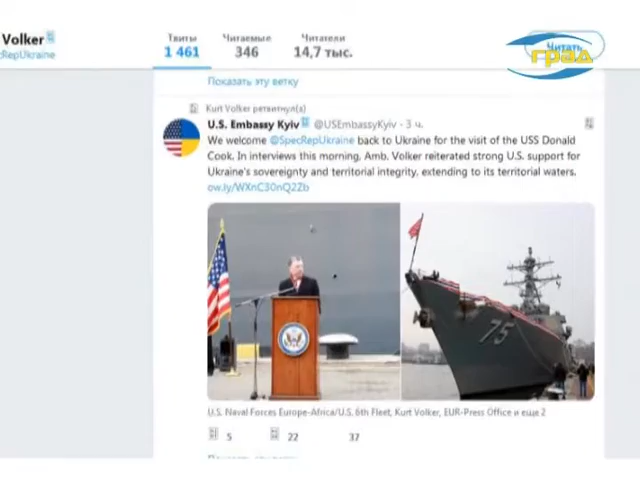 Volker
cRepUkraine
Твиты
1 461
Читаемые
346
Читатели
14,7 тыс.
Читать
град
Показать эту ветку
Kurt Volker ретвитнул(а)
U.S. Embassy Kyiv @USEmbassyKyiv · 3 ч.
We welcome @SpecRepUkraine back to Ukraine for the visit of the USS Donald
Cook. In interviews this morning, Amb. Volker reiterated strong U.S. support for
Ukraine's sovereignty and territorial integrity, extending to its territorial waters.
ow.ly/WXnC30nQ2Zb
75
U.S. Naval Forces Europe-Africa/U.S. 6th Fleet, Kurt Volker, EUR-Press Office и еще 2
5
22
37
Показать эту ветку